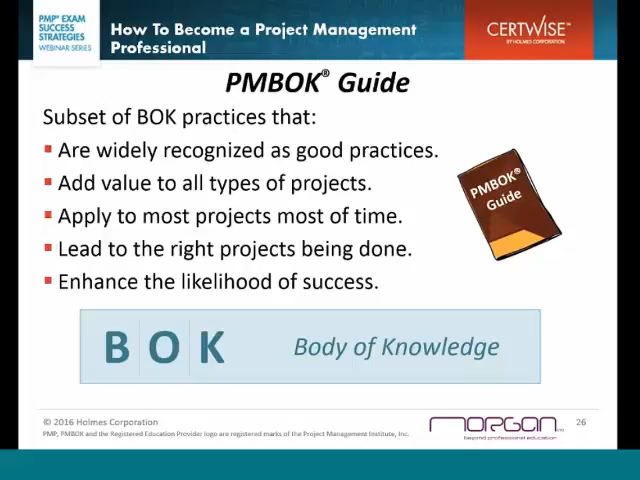 PMP® EXAM
SUCCESS
STRATEGIES
WEBINAR SERIES
How To Become a Project Management
Professional
CERTWISE™
BY HOLMES CORPORATION
PMBOK® Guide
Subset of BOK practices that:
Are widely recognized as good practices.
Add value to all types of projects.
Apply to most projects most of time.
Lead to the right projects being done.
Enhance the likelihood of success.
PMBOK®
Guide
B O K
Body of Knowledge
© 2016 Holmes Corporation
PMP, PMBOK and the Registered Education Provider logo are registered marks of the Project Management Institute, Inc.
morgan
beyond professional education
26